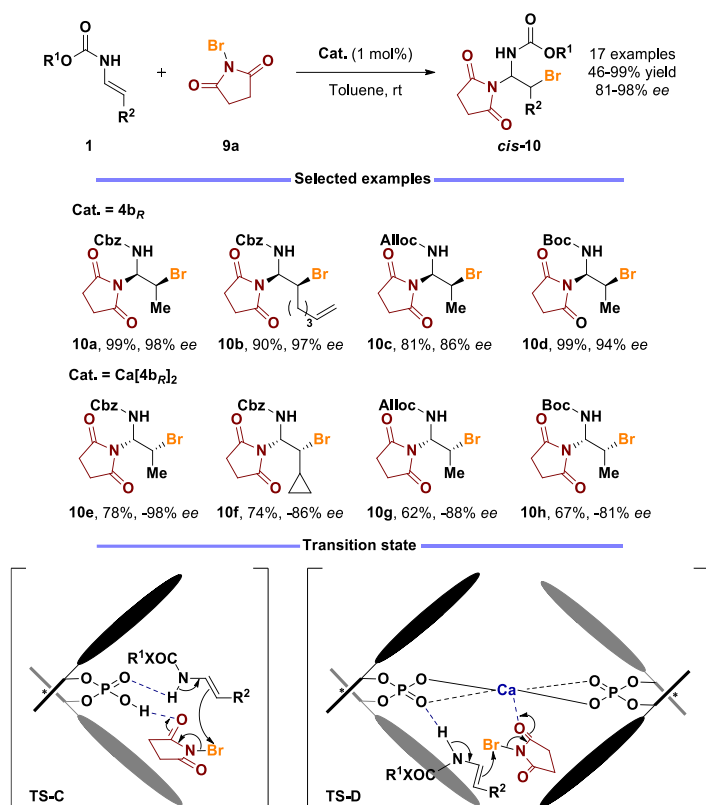 R1O
O
NH
R2
1
+
Br
N
O
O
9a
Cat. (1 mol%)
Toluene, rt
HN
O
OR1
O
N
Br
R2
O
cis-10
17 examples
46-99% yield
81-98% ee
Selected examples
Cat. = 4bR
Cbz NH O N Br Me O
Cbz NH O N Br 3 O
Alloc NH O N Br Me O
Boc NH O N Br Me O
10a, 99%, 98% ee
10b, 90%, 97% ee
10c, 81%, 86% ee
10d, 99%, 94% ee
Cat. = Ca[4bR]2
Cbz NH O N Br Me O
Cbz NH O N Br O
Alloc NH O N Br Me O
Boc NH O N Br Me O
10e, 78%, -98% ee
10f, 74%, -86% ee
10g, 62%, -88% ee
10h, 67%, -81% ee
Transition state
*
O
O
P
O
O
H
R1XOC
N
H
R2
O
N
Br
O
TS-C
*
O
O
P
O
O
Ca
O
O
P
O
O
*
H
R1XOC
N
R2
Br
N
O
O
TS-D